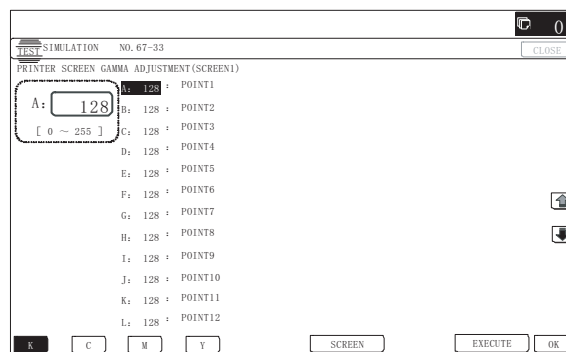 0
TEST SIMULATION NO.67-33
CLOSE
PRINTER SCREEN GAMMA ADJUSTMENT(SCREEN1)
A: 128
[ 0 ～ 255 ]
A: 128 : POINT1
B: 128 : POINT2
C: 128 : POINT3
D: 128 : POINT4
E: 128 : POINT5
F: 128 : POINT6
G: 128 : POINT7
H: 128 : POINT8
I: 128 : POINT9
J: 128 : POINT10
K: 128 : POINT11
L: 128 : POINT12
K C M Y SCREEN EXECUTE OK